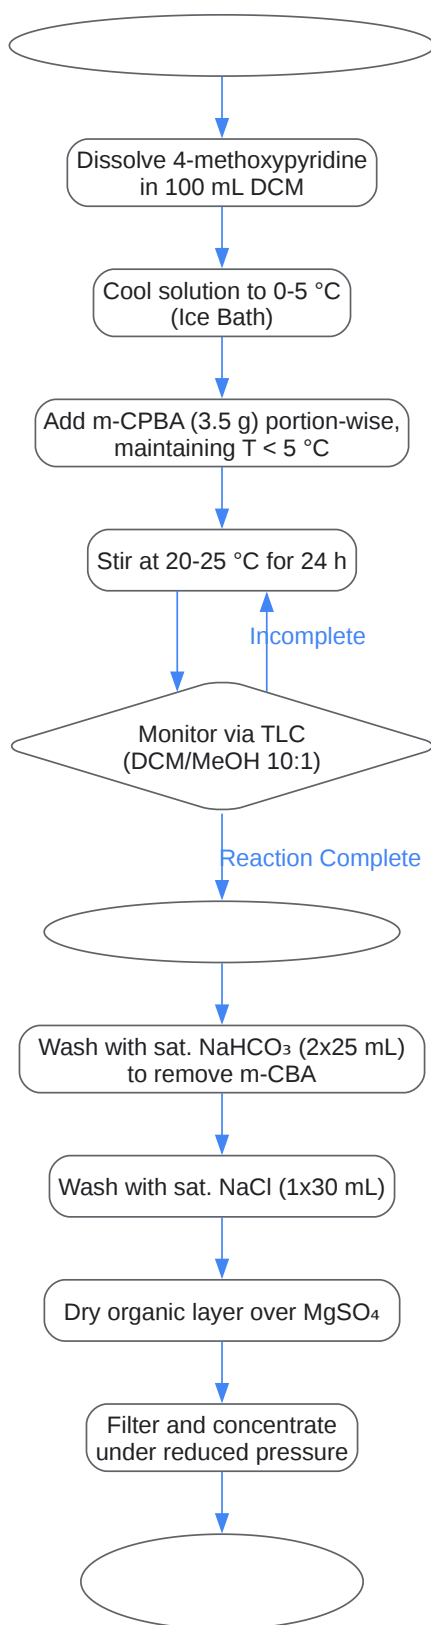 Dissolve 4-methoxypyridine
in 100 mL DCM
Cool solution to 0-5 °C
(Ice Bath)
Add m-CPBA (3.5 g) portion-wise,
maintaining T < 5 °C
Stir at 20-25 °C for 24 h
Incomplete
Monitor via TLC
(DCM/MeOH 10:1)
Reaction Complete
Wash with sat. NaHCO₃ (2x25 mL)
to remove m-CBA
Wash with sat. NaCl (1x30 mL)
Dry organic layer over MgSO₄
Filter and concentrate
under reduced pressure